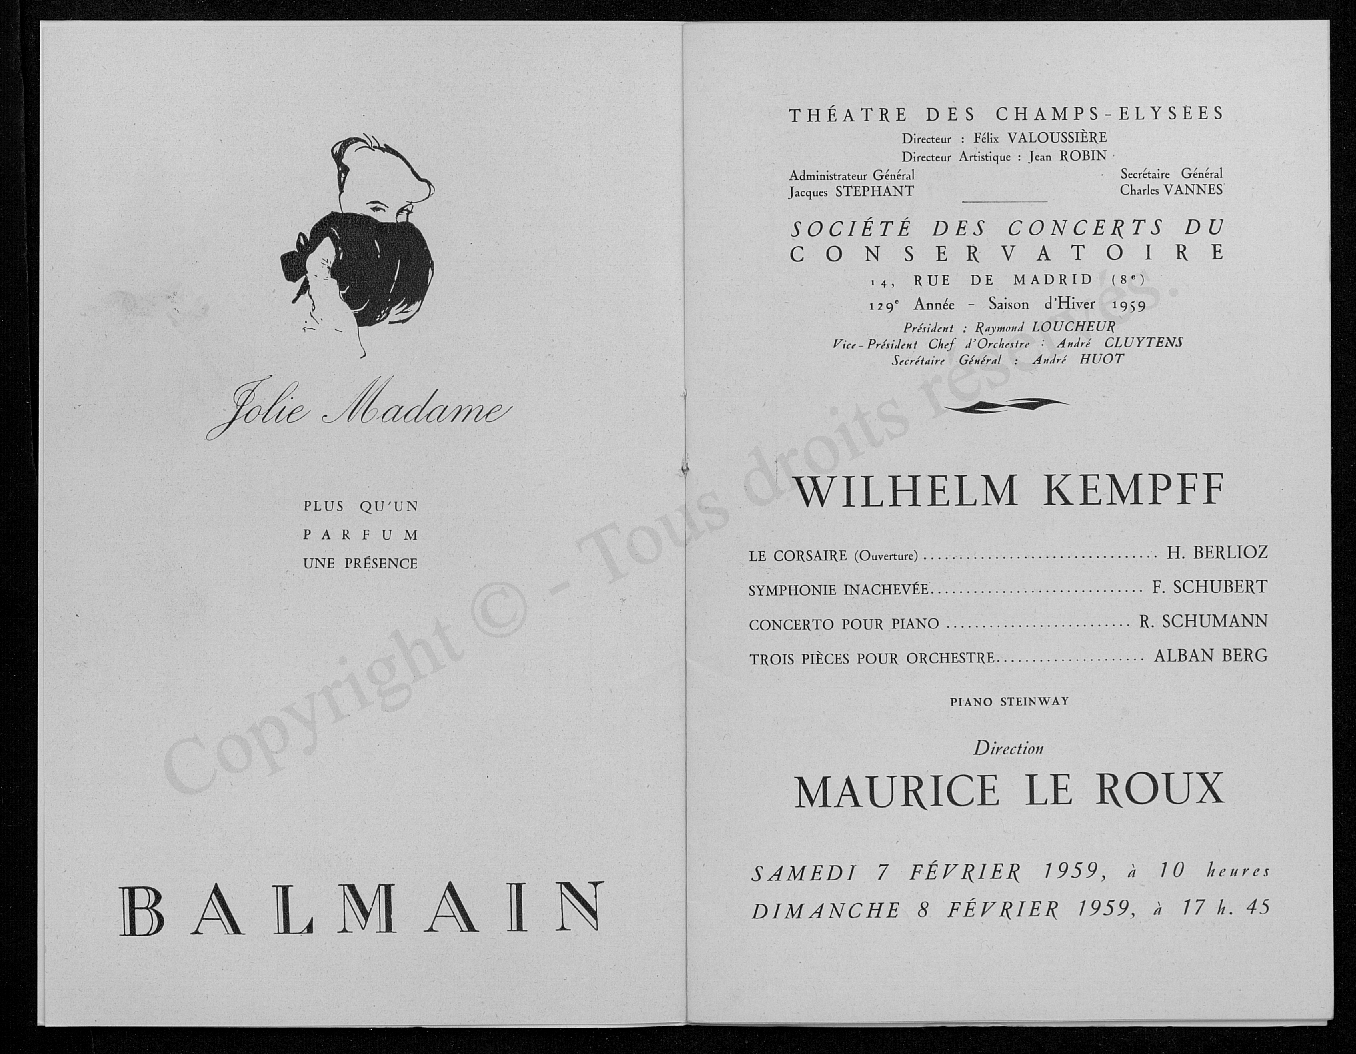 Jolie Madame
PLUS QU'UN
PARFUM
UNE PRÉSENCE
BALMAIN
THÉATRE DES CHAMPS-ELYSÉES
Directeur : Félix VALOUSSIÈRE
Directeur Artistique : Jean ROBIN
Administrateur Général
Jacques STEPHANT
Secrétaire Général
Charles VANNES
SOCIÉTÉ DES CONCERTS DU
CONSERVATOIRE
14, RUE DE MADRID (8e)
129e Année - Saison d'Hiver 1959
Président : Raymond LOUCHEUR
Vice-Président Chef d'Orchestre : André CLUYTENS
Secrétaire Général : André HUOT
WILHELM KEMPFF
LE CORSAIRE (Ouverture) ................................ H. BERLIOZ
SYMPHONIE INACHEVÉE............................. F. SCHUBERT
CONCERTO POUR PIANO .......................... R. SCHUMANN
TROIS PIÈCES POUR ORCHESTRE..................... ALBAN BERG
PIANO STEINWAY
Direction
MAURICE LE ROUX
SAMEDI 7 FÉVRIER 1959, à 10 heures
DIMANCHE 8 FÉVRIER 1959, à 17 h. 45
Copyright © - Tous droits réservés.